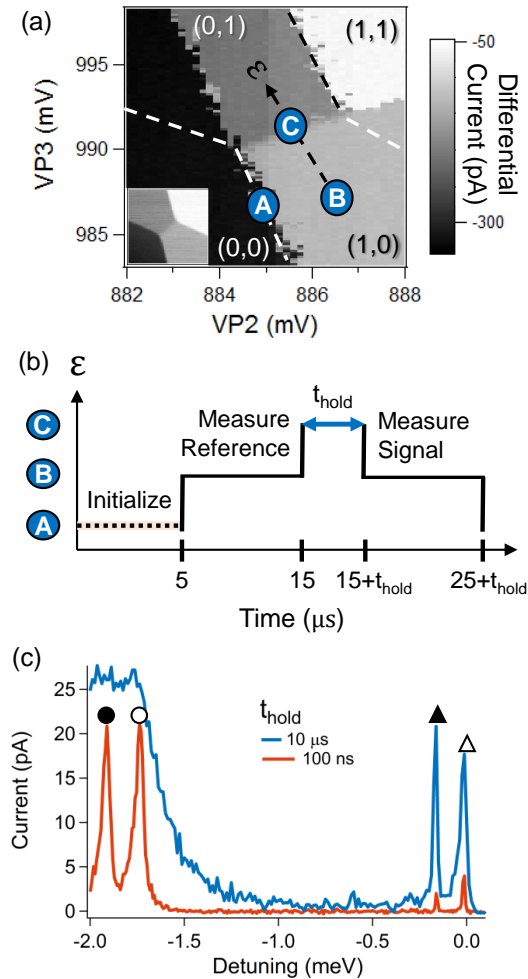 (a)
(0,1)
(1,1)
(0,0)
(1,0)
ε
A
B
C
995
990
985
VP3 (mV)
882
884
886
888
VP2 (mV)
-50
-300
Differential
Current (pA)
(b)
ε
C
B
A
Initialize
Measure
Reference
t_hold
Measure
Signal
5
15
15+t_hold
25+t_hold
Time (μs)
(c)
25
20
15
10
5
0
Current (pA)
t_hold
10 μs
100 ns
-2.0
-1.5
-1.0
-0.5
0.0
Detuning (meV)